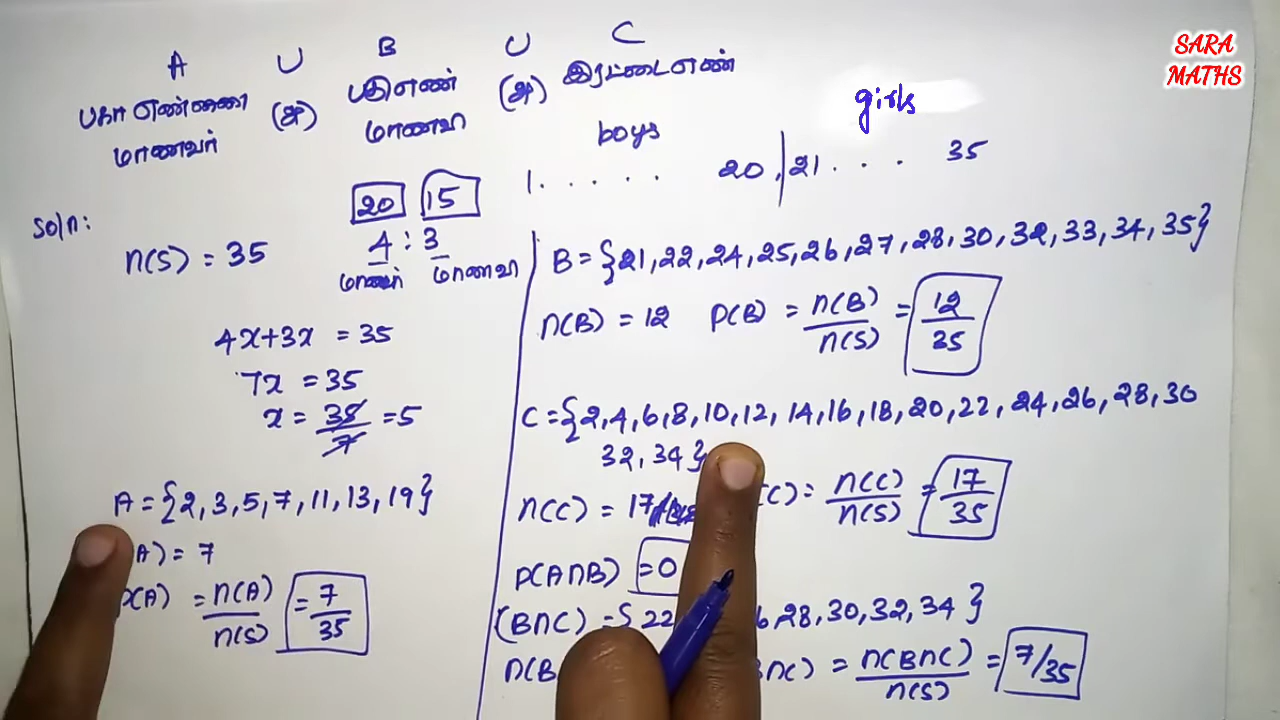 SARA
MATHS
A ∪ B ∪ C
பகா எண்ணை (அ) பகு எண் (அ) இரட்டை எண்
மாணவர் மாணவி
boys girls
1 . . . . . 20, 21 . . . 35
soln:
20 15
4 : 3
மாணவர் மாணவி
n(S) = 35
4x+3x = 35
7x = 35
x = 35/7 = 5
A = {2, 3, 5, 7, 11, 13, 19}
A) = 7
P(A) = n(A)/n(S) = 7/35
B = {21, 22, 24, 25, 26, 27, 28, 30, 32, 33, 34, 35}
n(B) = 12 P(B) = n(B)/n(S) = 12/35
C = {2, 4, 6, 8, 10, 12, 14, 16, 18, 20, 22, 24, 26, 28, 30
32, 34}
n(C) = 17 (C) = n(C)/n(S) = 17/35
P(A∩B) = 0
(B∩C) = {22 6, 28, 30, 32, 34}
n(B B∩C) = n(B∩C)/n(S) = 7/35